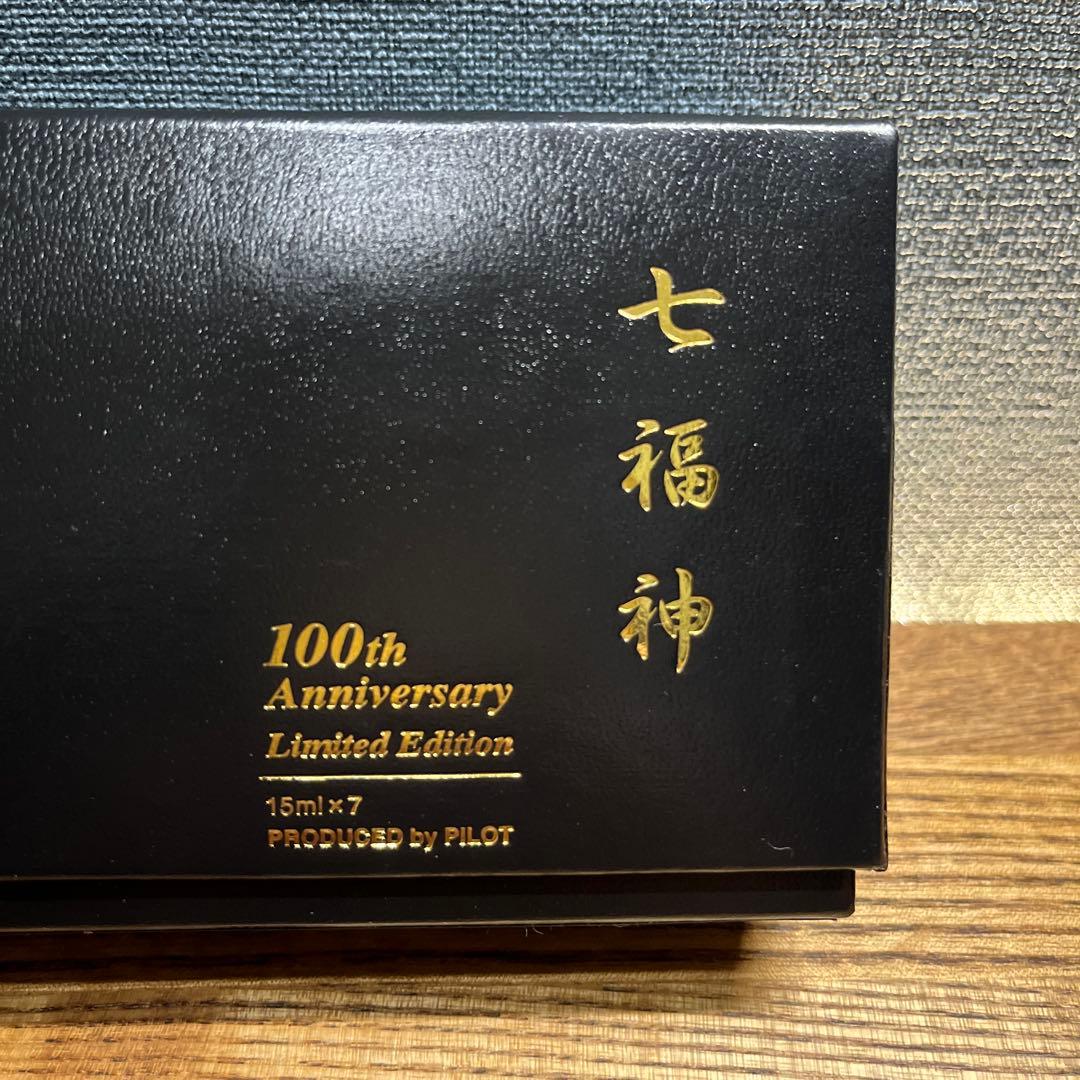 七福神
100th
Anniversary
Limited Edition
15ml×7
PRODUCED by PILOT